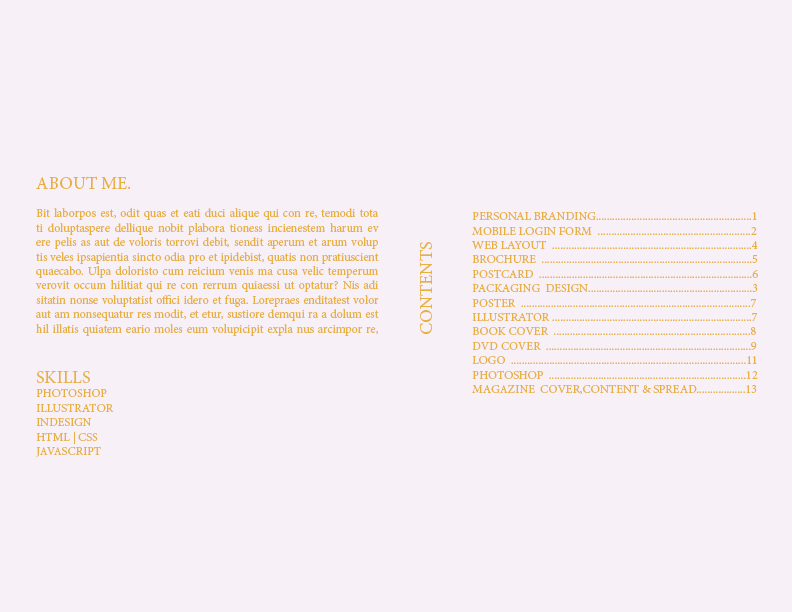 ABOUT ME.
Bit laborpos est, odit quas et eati duci alique qui con re, temodi tota
ti doluptaspere dellique nobit plabora tioness incienestem harum ev
ere pelis as aut de voloris torrovi debit, sendit aperum et arum volup
tis veles ipsapientia sincto odia pro et ipidebist, quatis non pratiuscient
quaecabo. Ulpa doloristo cum reicium venis ma cusa velic temperum
verovit occum hilitiat qui re con rerrum quiaessi ut optatur? Nis adi
sitatin nonse voluptatist offici idero et fuga. Lorepraes enditatest volor
aut am nonsequatur res modit, et etur, sustiore demqui ra a dolum est
hil illatis quiatem eario moles eum volupicipit expla nus arcimpor re,
SKILLS
PHOTOSHOP
ILLUSTRATOR
INDESIGN
HTML | CSS
JAVASCRIPT
CONTENTS
PERSONAL BRANDING........................................................1
MOBILE LOGIN FORM ........................................................2
WEB LAYOUT ........................................................................4
BROCHURE ...........................................................................5
POSTCARD ............................................................................6
PACKAGING DESIGN...........................................................3
POSTER ..................................................................................7
ILLUSTRATOR .......................................................................7
BOOK COVER .......................................................................8
DVD COVER ..........................................................................9
LOGO .....................................................................................11
PHOTOSHOP .......................................................................12
MAGAZINE COVER,CONTENT & SPREAD..................13